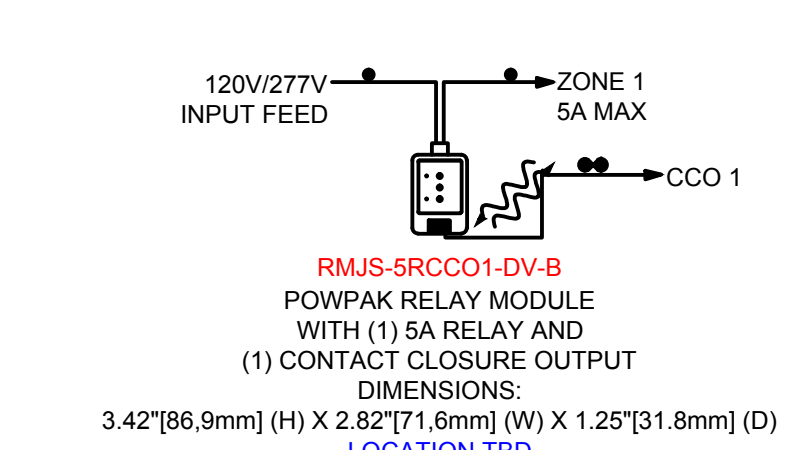 120V/277V
INPUT FEED
ZONE 1
5A MAX
CCO 1
RMJS-5RCCO1-DV-B
POWPAK RELAY MODULE
WITH (1) 5A RELAY AND
(1) CONTACT CLOSURE OUTPUT
DIMENSIONS:
3.42"[86,9mm] (H) X 2.82"[71,6mm] (W) X 1.25"[31.8mm] (D)
LOCATION TBD